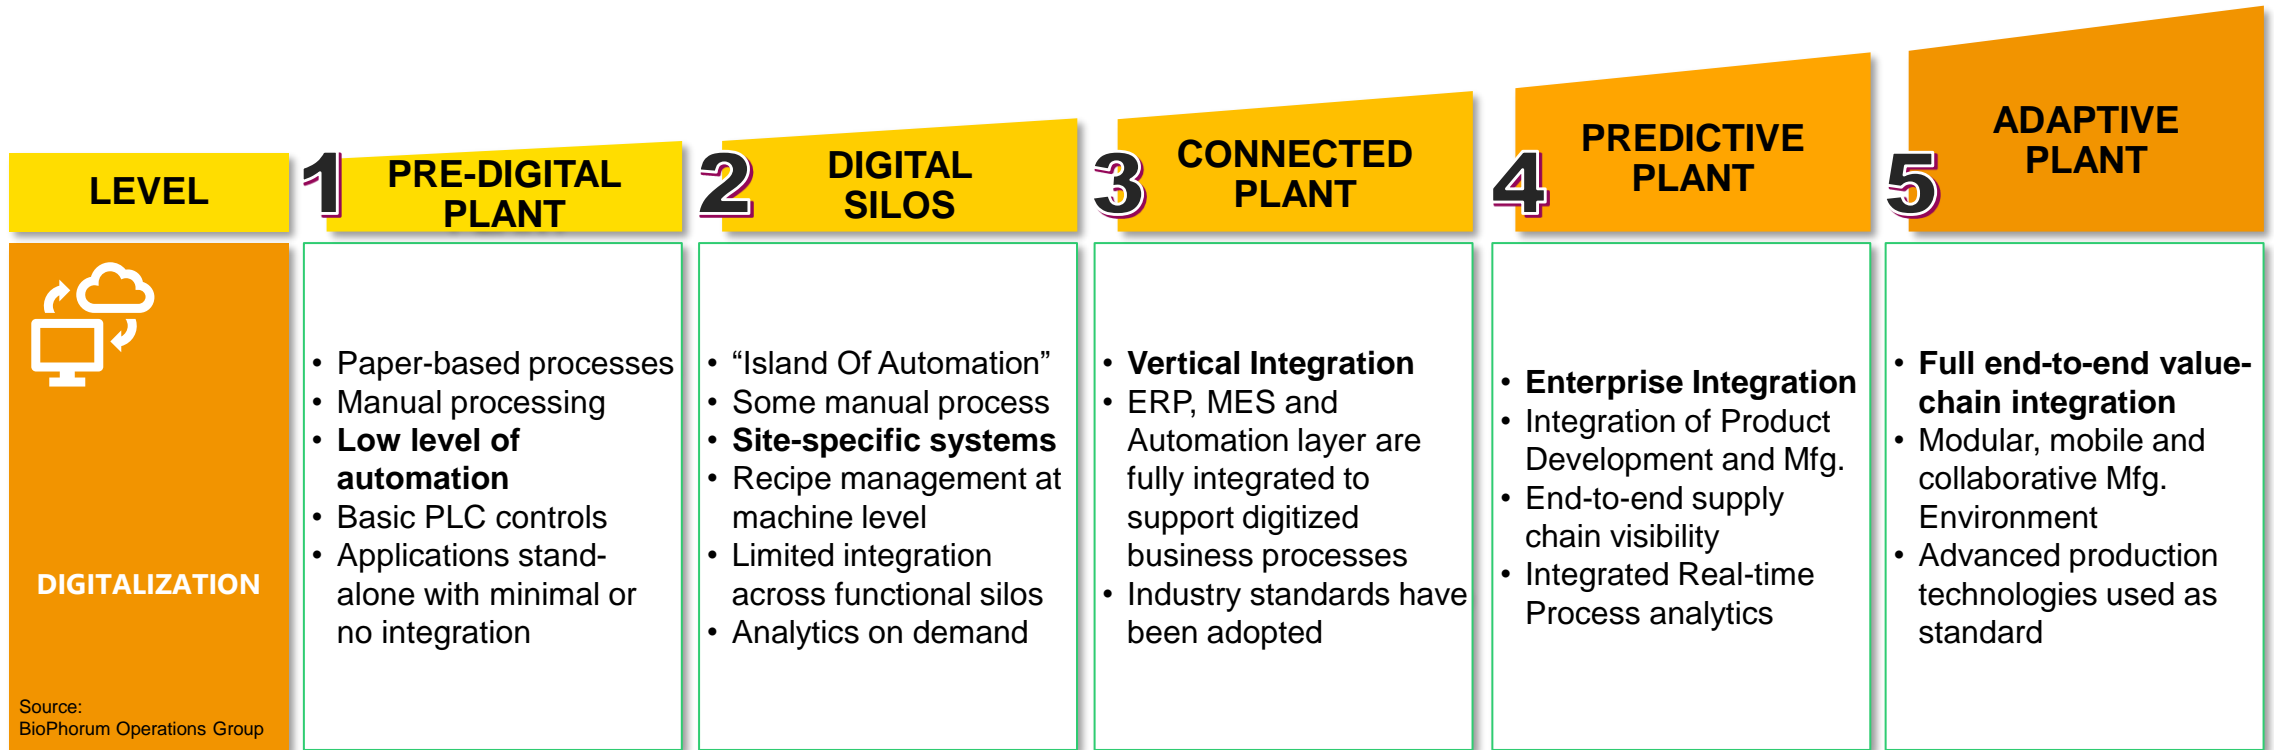 LEVEL
1
PRE-DIGITAL
PLANT
2
DIGITAL
SILOS
3
CONNECTED
PLANT
4
PREDICTIVE
PLANT
5
ADAPTIVE
PLANT
DIGITALIZATION
Source:
BioPhorum Operations Group
• Paper-based processes
• Manual processing
• Low level of
automation
• Basic PLC controls
• Applications stand-
alone with minimal or
no integration
• “Island Of Automation”
• Some manual process
• Site-specific systems
• Recipe management at
machine level
• Limited integration
across functional silos
• Analytics on demand
• Vertical Integration
• ERP, MES and
Automation layer are
fully integrated to
support digitized
business processes
• Industry standards have
been adopted
• Enterprise Integration
• Integration of Product
Development and Mfg.
• End-to-end supply
chain visibility
• Integrated Real-time
Process analytics
• Full end-to-end value-
chain integration
• Modular, mobile and
collaborative Mfg.
Environment
• Advanced production
technologies used as
standard